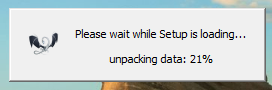 Please wait while Setup is loading...
unpacking data: 21%